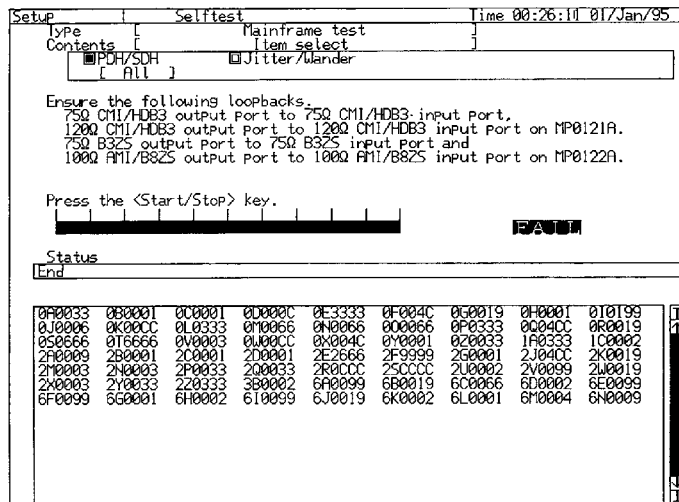 Setup Selftest Time 00:26:11 01/Jan/95
Type [ Mainframe test ]
Contents [ Item select ]
PDH/SDH Jitter/Wander
[ All ]
Ensure the following loopbacks.
75Ω CMI/HDB3 output port to 75Ω CMI/HDB3 input port,
120Ω CMI/HDB3 output port to 120Ω CMI/HDB3 input port on MP0121A.
75Ω B3ZS output port to 75Ω B3ZS input port and
100Ω AMI/B8ZS output port to 100Ω AMI/B8ZS input port on MP0122A.
Press the <Start/Stop> key.
FAIL
Status
End
0A0033 0B0001 0C0001 0D000C 0E3333 0F004C 0G0019 0H0001 0I0199
0J0006 0K00CC 0L0333 0M0066 0N0066 0O0066 0P0333 0Q04CC 0R0019
0S0666 0T6666 0V0003 0W00CC 0X004C 0Y0001 0Z0033 1A0333 1C0002
2A0009 2B0001 2C0001 2D0001 2E2666 2F9999 2G0001 2J04CC 2K0019
2M0003 2N0003 2P0033 2Q0033 2R0CCC 2SCCCC 2U0002 2V0099 2W0019
2X0003 2Y0033 2Z0333 3B0002 6A0099 6B0019 6C0066 6D0002 6E0099
6F0099 6G0001 6H0002 6I0099 6J0019 6K0002 6L0001 6M0004 6N0009